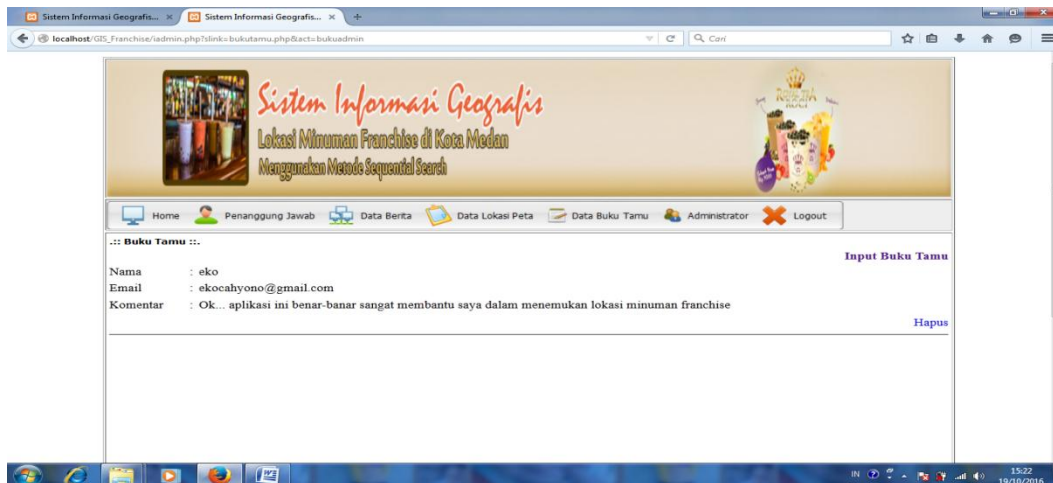 Sistem Informasi Geografis... × Sistem Informasi Geografis... × +
localhost/GIS_Franchise/iadmin.php?slink=bukutamu.php&act=bukuadmin Cari
Sistem Informasi Geografis
Lokasi Minuman Franchise di Kota Medan
Menggunakan Metode Sequential Search
Home Penanggung Jawab Data Berita Data Lokasi Peta Data Buku Tamu Administrator Logout
.:: Buku Tamu ::.
Input Buku Tamu
Nama : eko
Email : ekocahyono@gmail.com
Komentar : Ok... aplikasi ini benar-banar sangat membantu saya dalam menemukan lokasi minuman franchise
Hapus
IN 15:22
19/10/2016